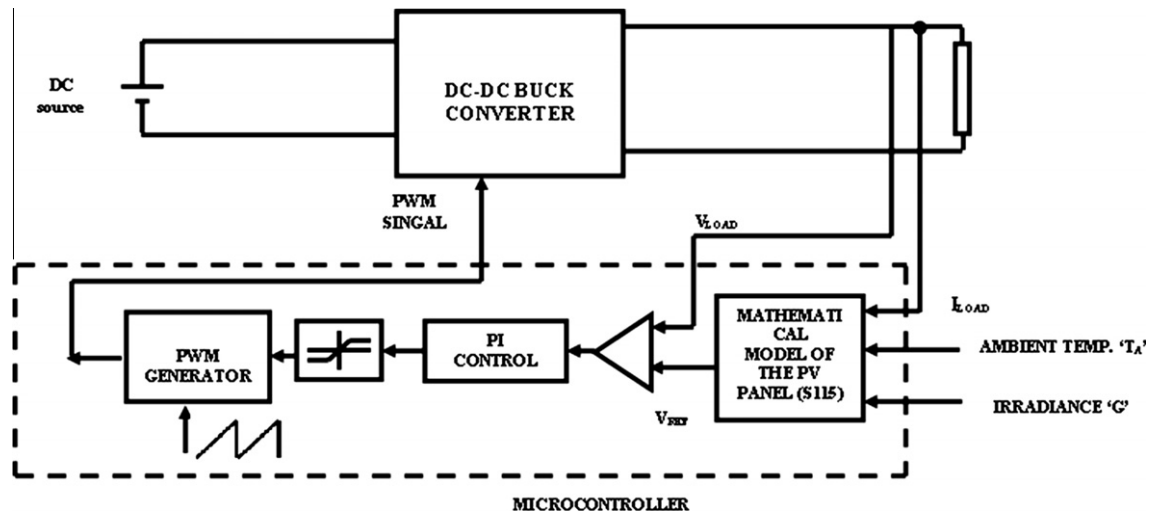 DC
source
DC-DC BUCK
CONVERTER
PWM
SINGAL
VLOAD
ILOAD
MATHEMATI
CAL
MODEL OF
THE PV
PANEL (S115)
PI
CONTROL
PWM
GENERATOR
AMBIENT TEMP. ‘TA’
IRRADIANCE ‘G’
MICROCONTROLLER